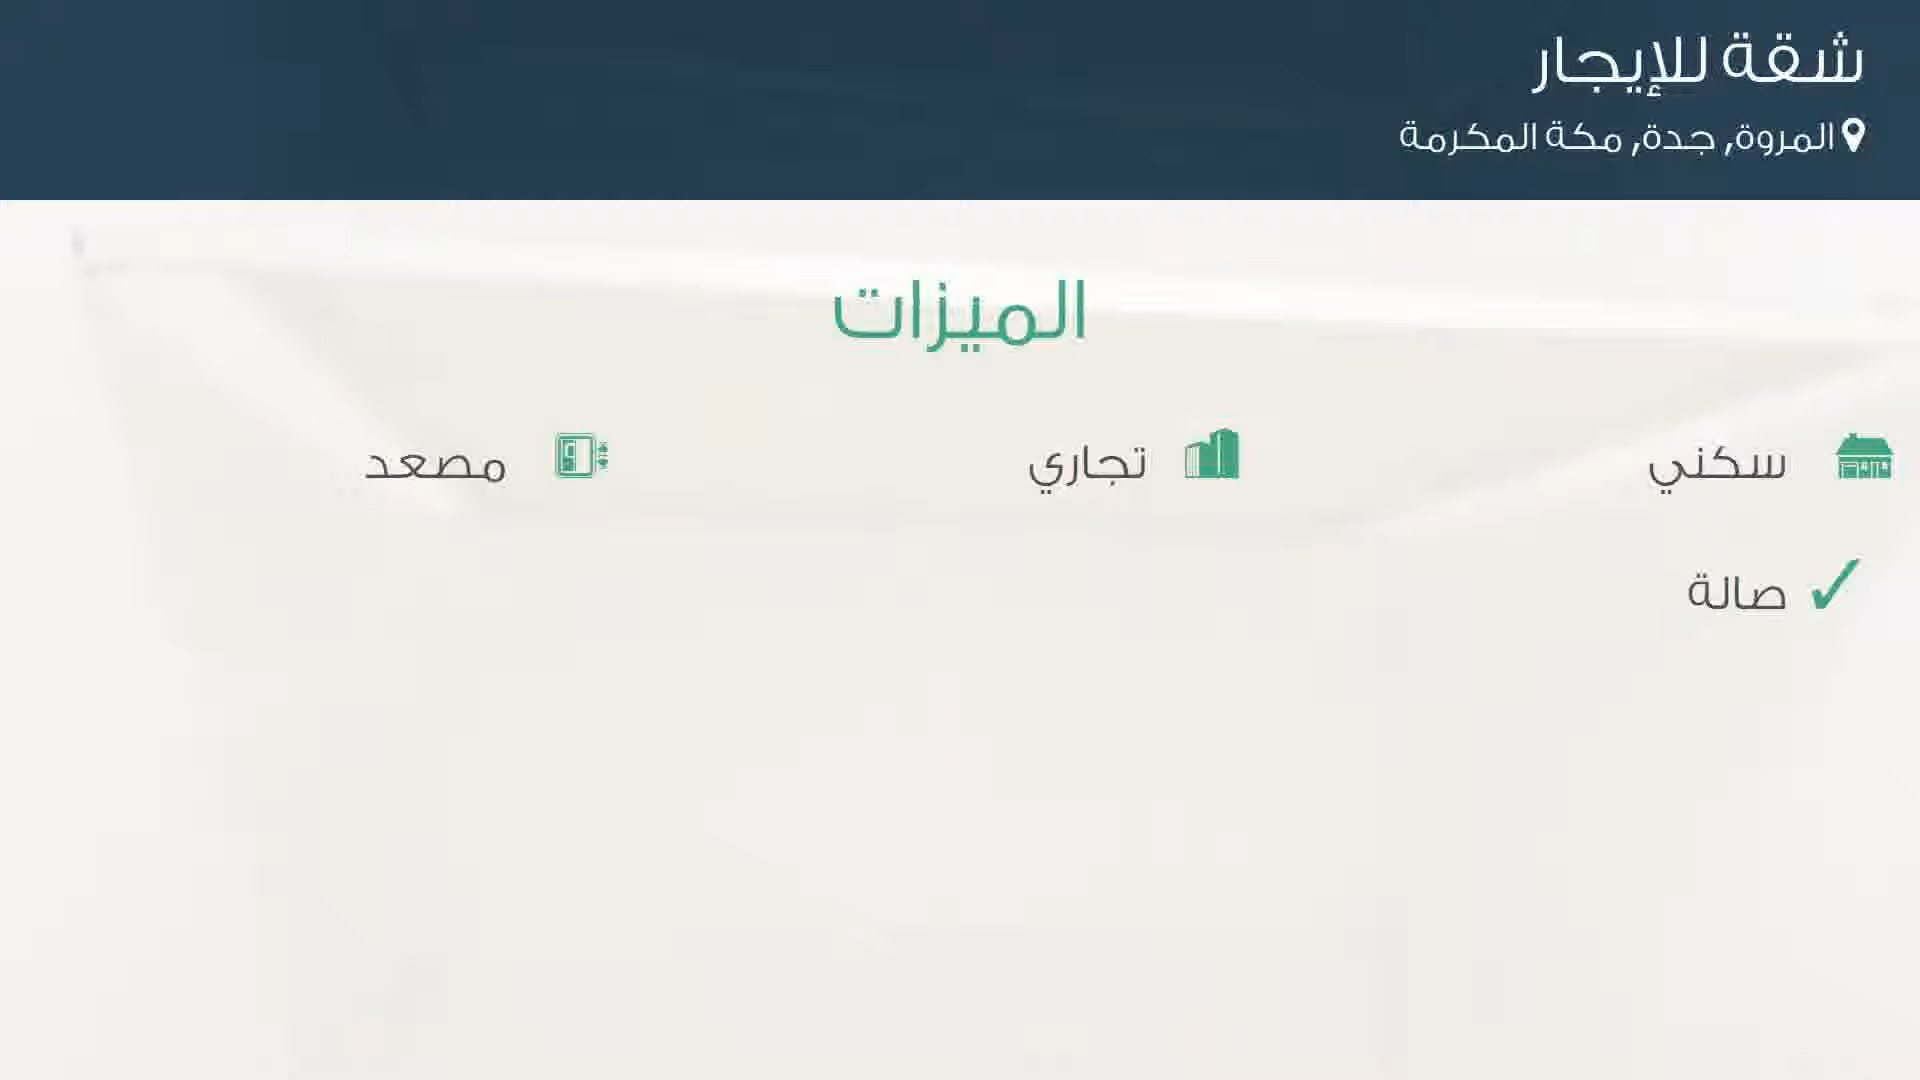 شقة للإيجار
المروة, جدة, مكة المكرمة
الميزات
سكني
تجاري
مصعد
صالة